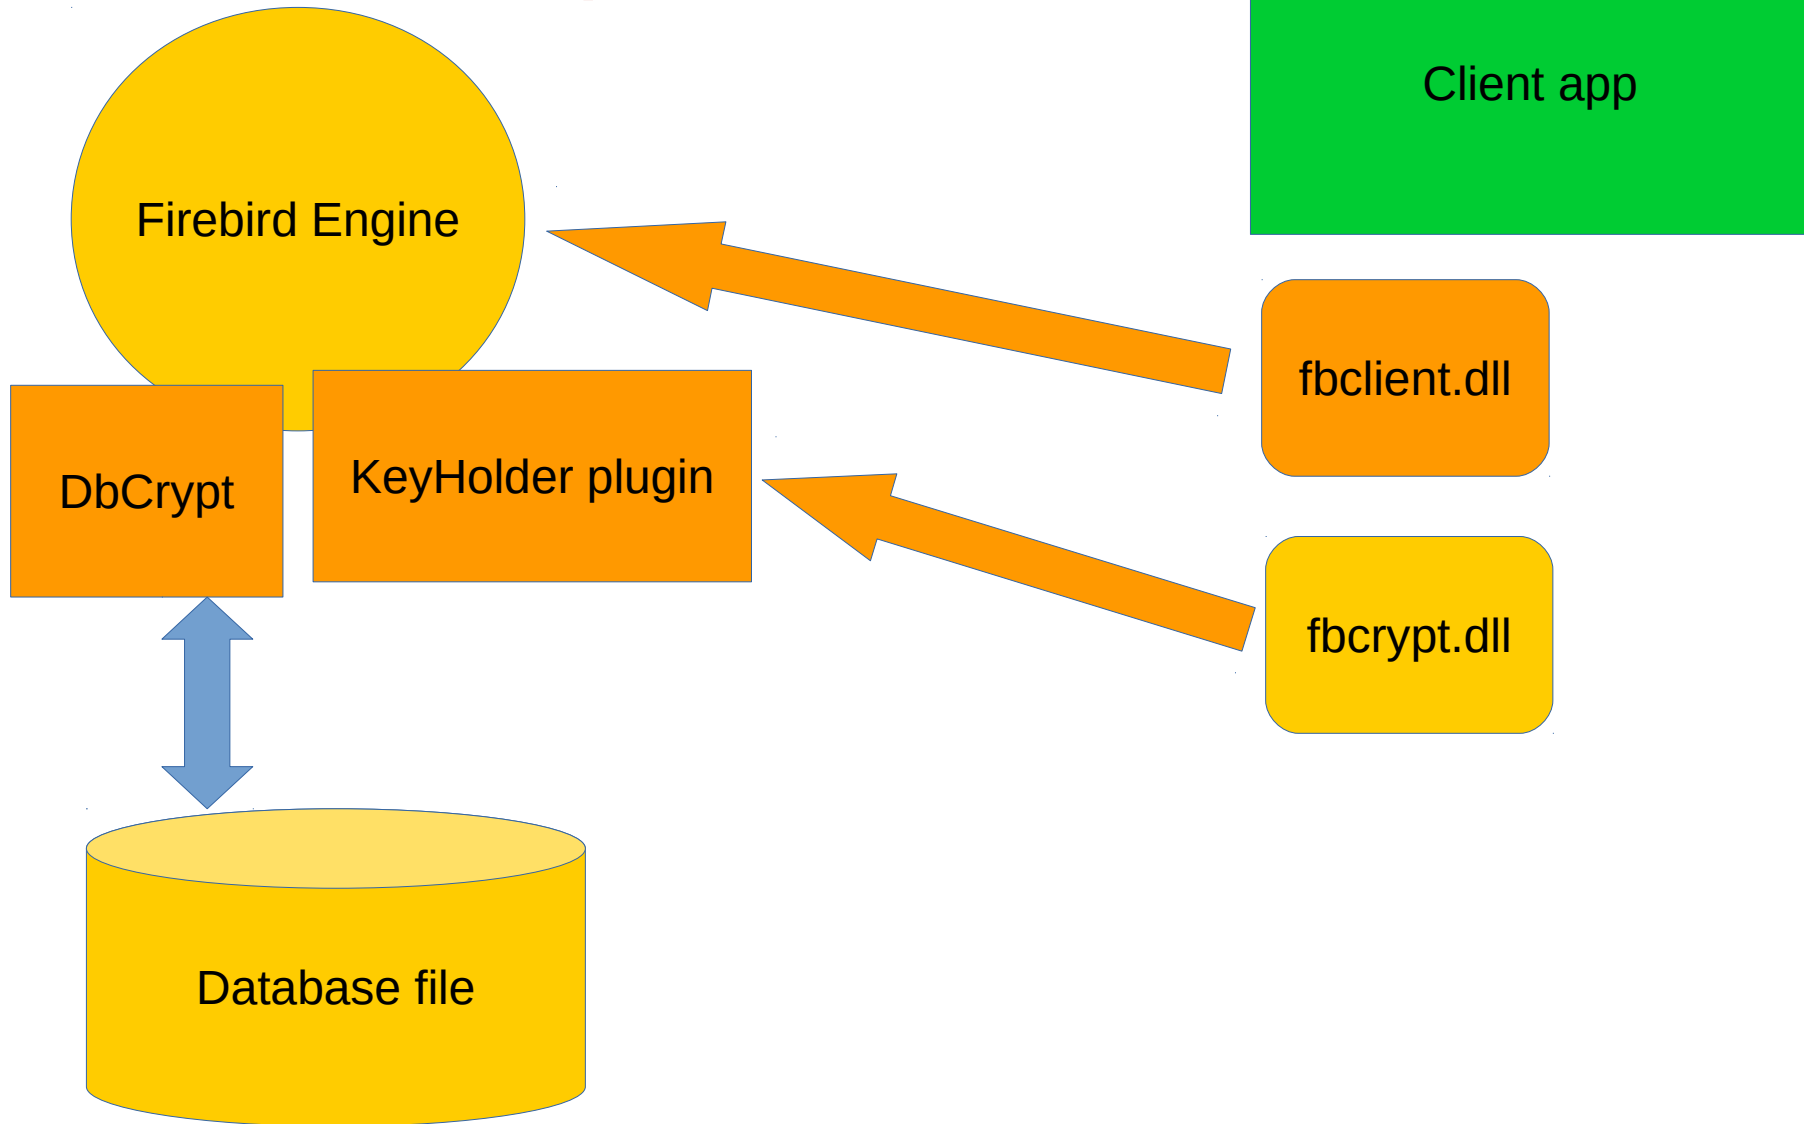 Client app
Firebird Engine
fbclient.dll
DbCrypt
KeyHolder plugin
fbcrypt.dll
Database file